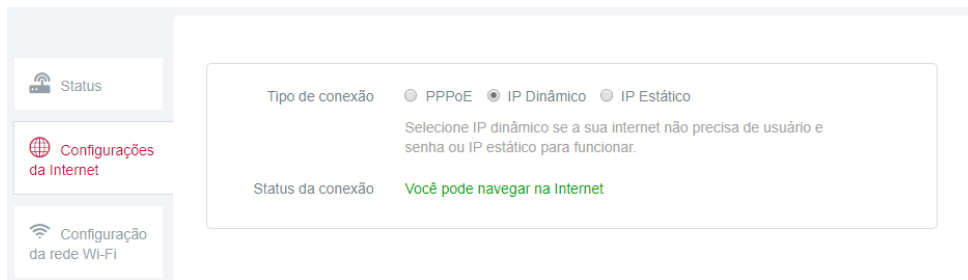 Status
Configurações
da Internet
Configuração
da rede Wi-Fi
Tipo de conexão PPPoE IP Dinâmico IP Estático
Selecione IP dinâmico se a sua internet não precisa de usuário e
senha ou IP estático para funcionar.
Status da conexão Você pode navegar na Internet